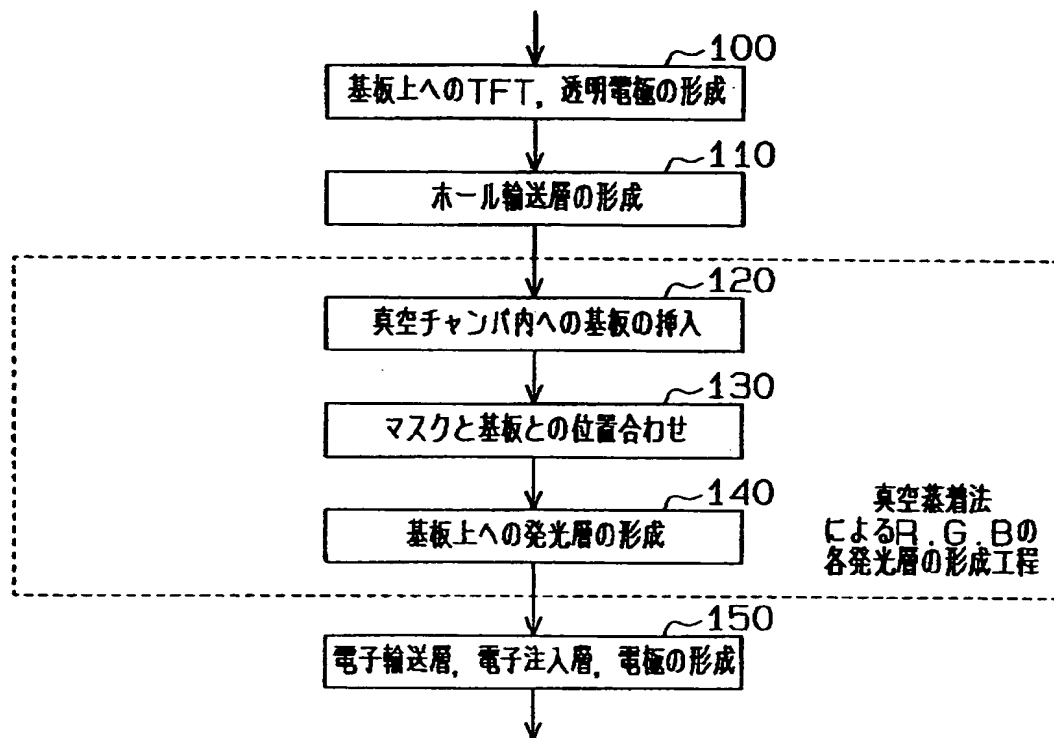 100
基板上へのTFT, 透明電極の形成
110
ホール輸送層の形成
120
真空チャンバ内への基板の挿入
130
マスクと基板との位置合わせ
140
基板上への発光層の形成
真空蒸着法
によるR.G.Bの
各発光層の形成工程
150
電子輸送層, 電子注入層, 電極の形成